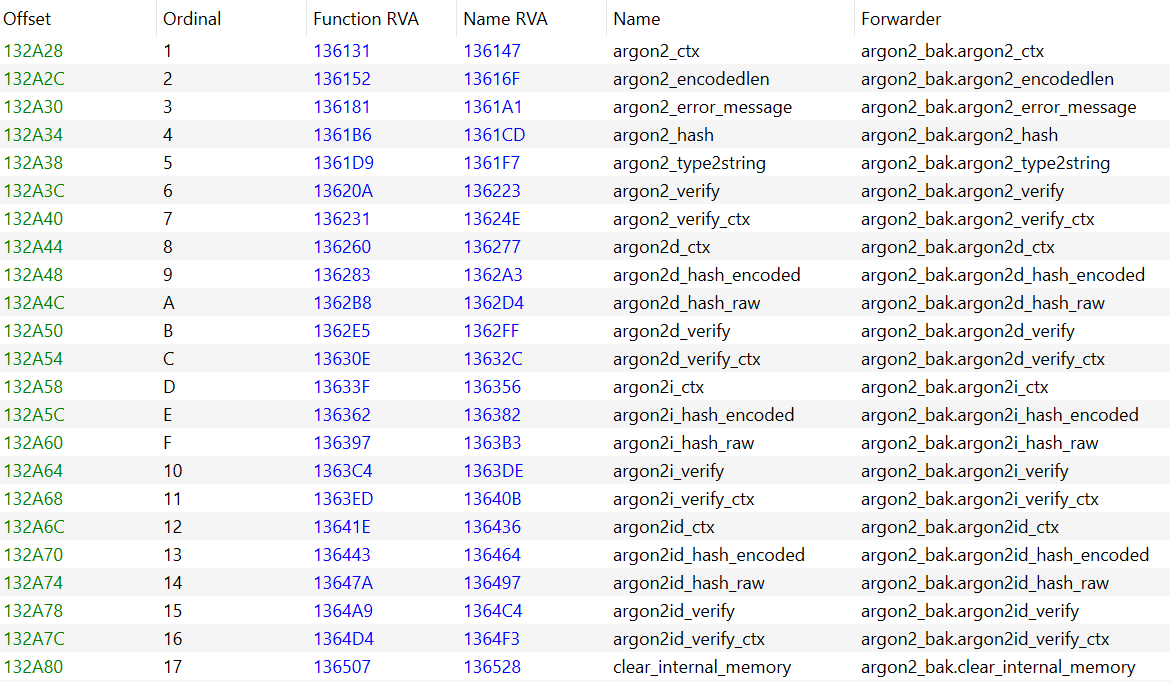 Offset Ordinal Function RVA Name RVA Name Forwarder
132A28 1 136131 136147 argon2_ctx argon2_bak.argon2_ctx
132A2C 2 136152 13616F argon2_encodedlen argon2_bak.argon2_encodedlen
132A30 3 136181 1361A1 argon2_error_message argon2_bak.argon2_error_message
132A34 4 1361B6 1361CD argon2_hash argon2_bak.argon2_hash
132A38 5 1361D9 1361F7 argon2_type2string argon2_bak.argon2_type2string
132A3C 6 13620A 136223 argon2_verify argon2_bak.argon2_verify
132A40 7 136231 13624E argon2_verify_ctx argon2_bak.argon2_verify_ctx
132A44 8 136260 136277 argon2d_ctx argon2_bak.argon2d_ctx
132A48 9 136283 1362A3 argon2d_hash_encoded argon2_bak.argon2d_hash_encoded
132A4C A 1362B8 1362D4 argon2d_hash_raw argon2_bak.argon2d_hash_raw
132A50 B 1362E5 1362FF argon2d_verify argon2_bak.argon2d_verify
132A54 C 13630E 13632C argon2d_verify_ctx argon2_bak.argon2d_verify_ctx
132A58 D 13633F 136356 argon2i_ctx argon2_bak.argon2i_ctx
132A5C E 136362 136382 argon2i_hash_encoded argon2_bak.argon2i_hash_encoded
132A60 F 136397 1363B3 argon2i_hash_raw argon2_bak.argon2i_hash_raw
132A64 10 1363C4 1363DE argon2i_verify argon2_bak.argon2i_verify
132A68 11 1363ED 13640B argon2i_verify_ctx argon2_bak.argon2i_verify_ctx
132A6C 12 13641E 136436 argon2id_ctx argon2_bak.argon2id_ctx
132A70 13 136443 136464 argon2id_hash_encoded argon2_bak.argon2id_hash_encoded
132A74 14 13647A 136497 argon2id_hash_raw argon2_bak.argon2id_hash_raw
132A78 15 1364A9 1364C4 argon2id_verify argon2_bak.argon2id_verify
132A7C 16 1364D4 1364F3 argon2id_verify_ctx argon2_bak.argon2id_verify_ctx
132A80 17 136507 136528 clear_internal_memory argon2_bak.clear_internal_memory